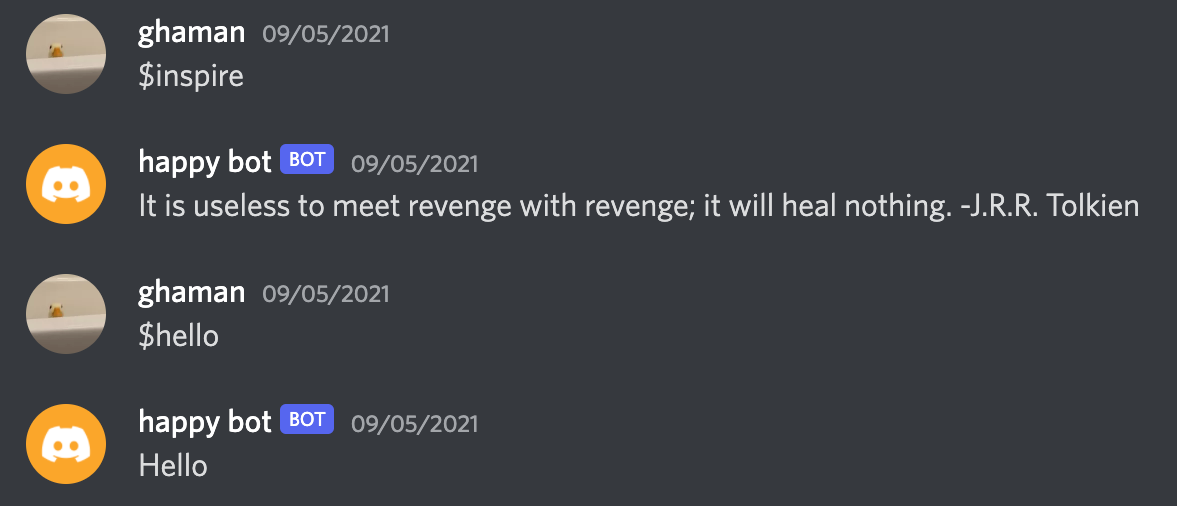 ghaman 09/05/2021
$inspire
happy bot BOT 09/05/2021
It is useless to meet revenge with revenge; it will heal nothing. -J.R.R. Tolkien
ghaman 09/05/2021
$hello
happy bot BOT 09/05/2021
Hello